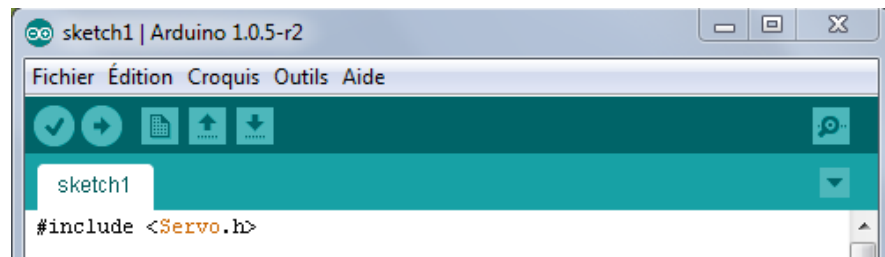 sketch1 | Arduino 1.0.5-r2
Fichier Édition Croquis Outils Aide
sketch1
#include <Servo.h>